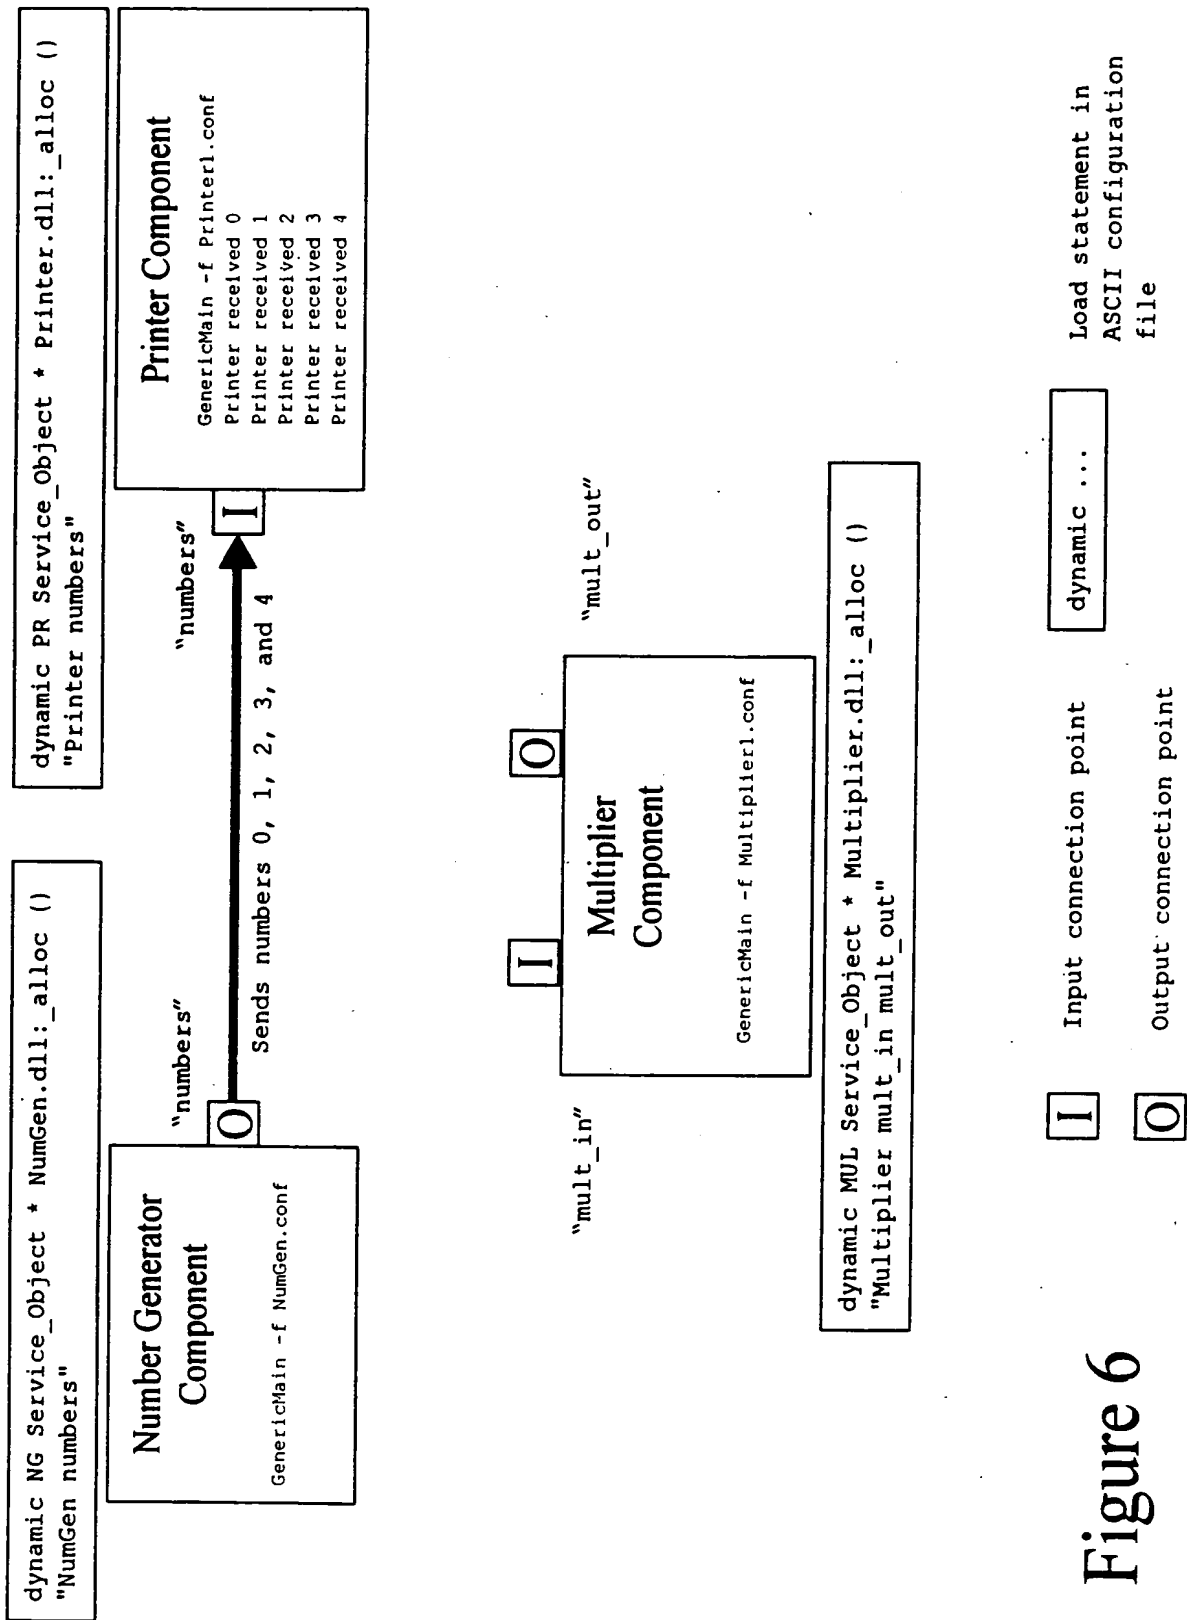 dynamic NG Service_Object * NumGen.dll:_alloc ()
"NumGen numbers"
dynamic PR Service_Object * Printer.dll:_alloc ()
"Printer numbers"
Number Generator
Component
GenericMain -f NumGen.conf
"numbers"
O
Sends numbers 0, 1, 2, 3, and 4
"numbers"
I
Printer Component
GenericMain -f Printer1.conf
Printer received 0
Printer received 1
Printer received 2
Printer received 3
Printer received 4
"mult_in"
I
O
"mult_out"
Multiplier
Component
GenericMain -f Multiplier1.conf
dynamic MUL Service_Object * Multiplier.dll:_alloc ()
"Multiplier mult_in mult_out"
Figure 6
I
Input connection point
O
Output connection point
dynamic ...
Load statement in
ASCII configuration
file